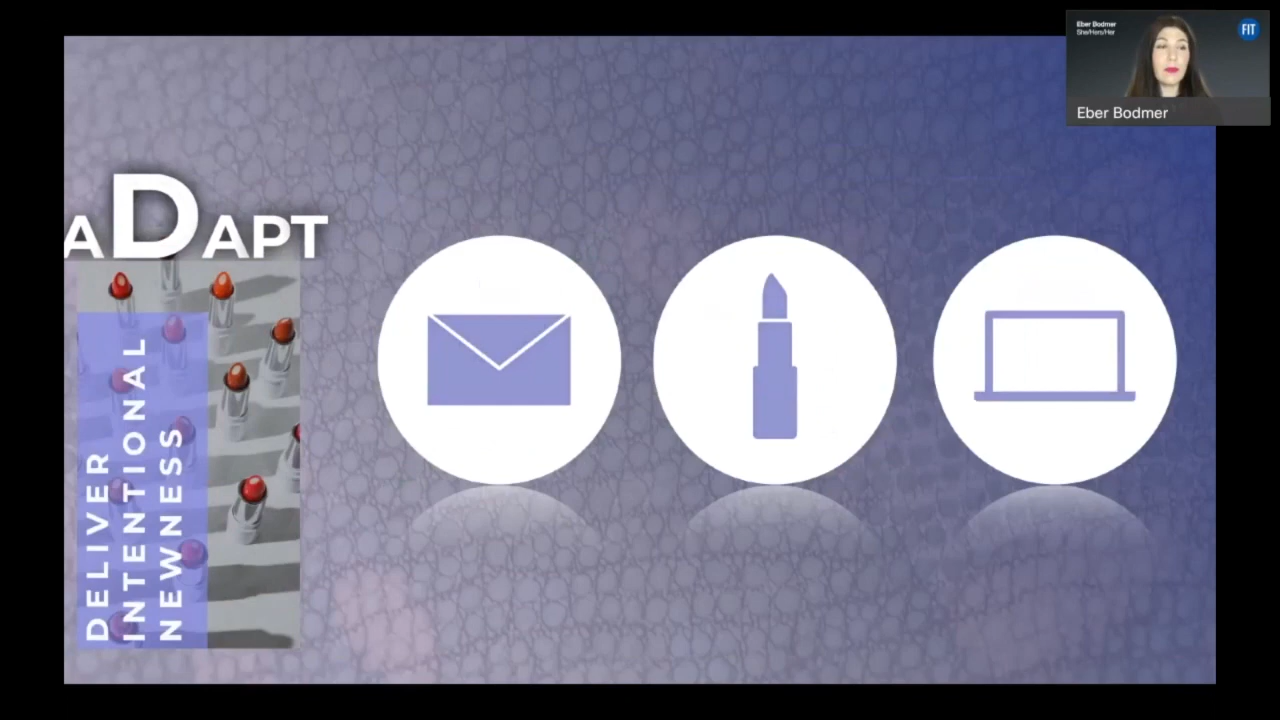 Eber Bodmer
She/Hers/Her
FIT
Eber Bodmer
ADAPT
DELIVER
INTENTIONAL
NEWNESS